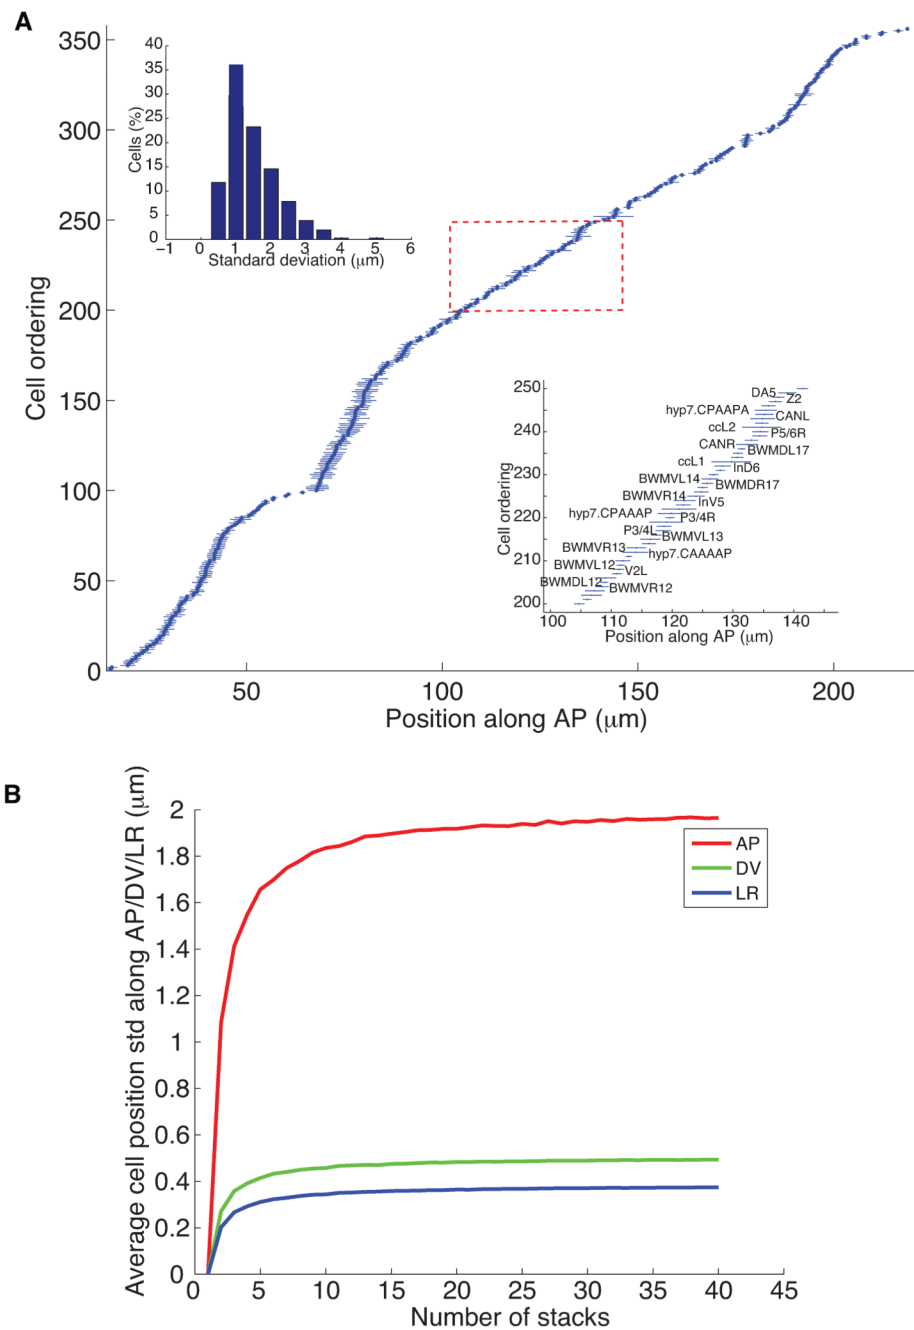 A
350
300
250
200
150
100
50
0
Cell ordering
50
100
150
200
Position along AP (μm)
40
35
30
25
20
15
10
5
0
Cells (%)
−1
0
1
2
3
4
5
6
Standard deviation (μm)
250
240
230
220
210
200
Cell ordering
DA5
Z2
hyp7.CPAAPA
CANL
ccL2
P5/6R
CANR
BWMDL17
ccL1
InD6
BWMVL14
BWMDR17
BWMVR14
InV5
hyp7.CPAAAP
P3/4R
P3/4L
BWMVL13
BWMVR13
hyp7.CAAAAP
BWMVL12
V2L
BWMDL12
BWMVR12
100
110
120
130
140
Position along AP (μm)
B
2
1.8
1.6
1.4
1.2
1
0.8
0.6
0.4
0.2
0
Average cell position std along AP/DV/LR (μm)
AP
DV
LR
0
5
10
15
20
25
30
35
40
45
Number of stacks